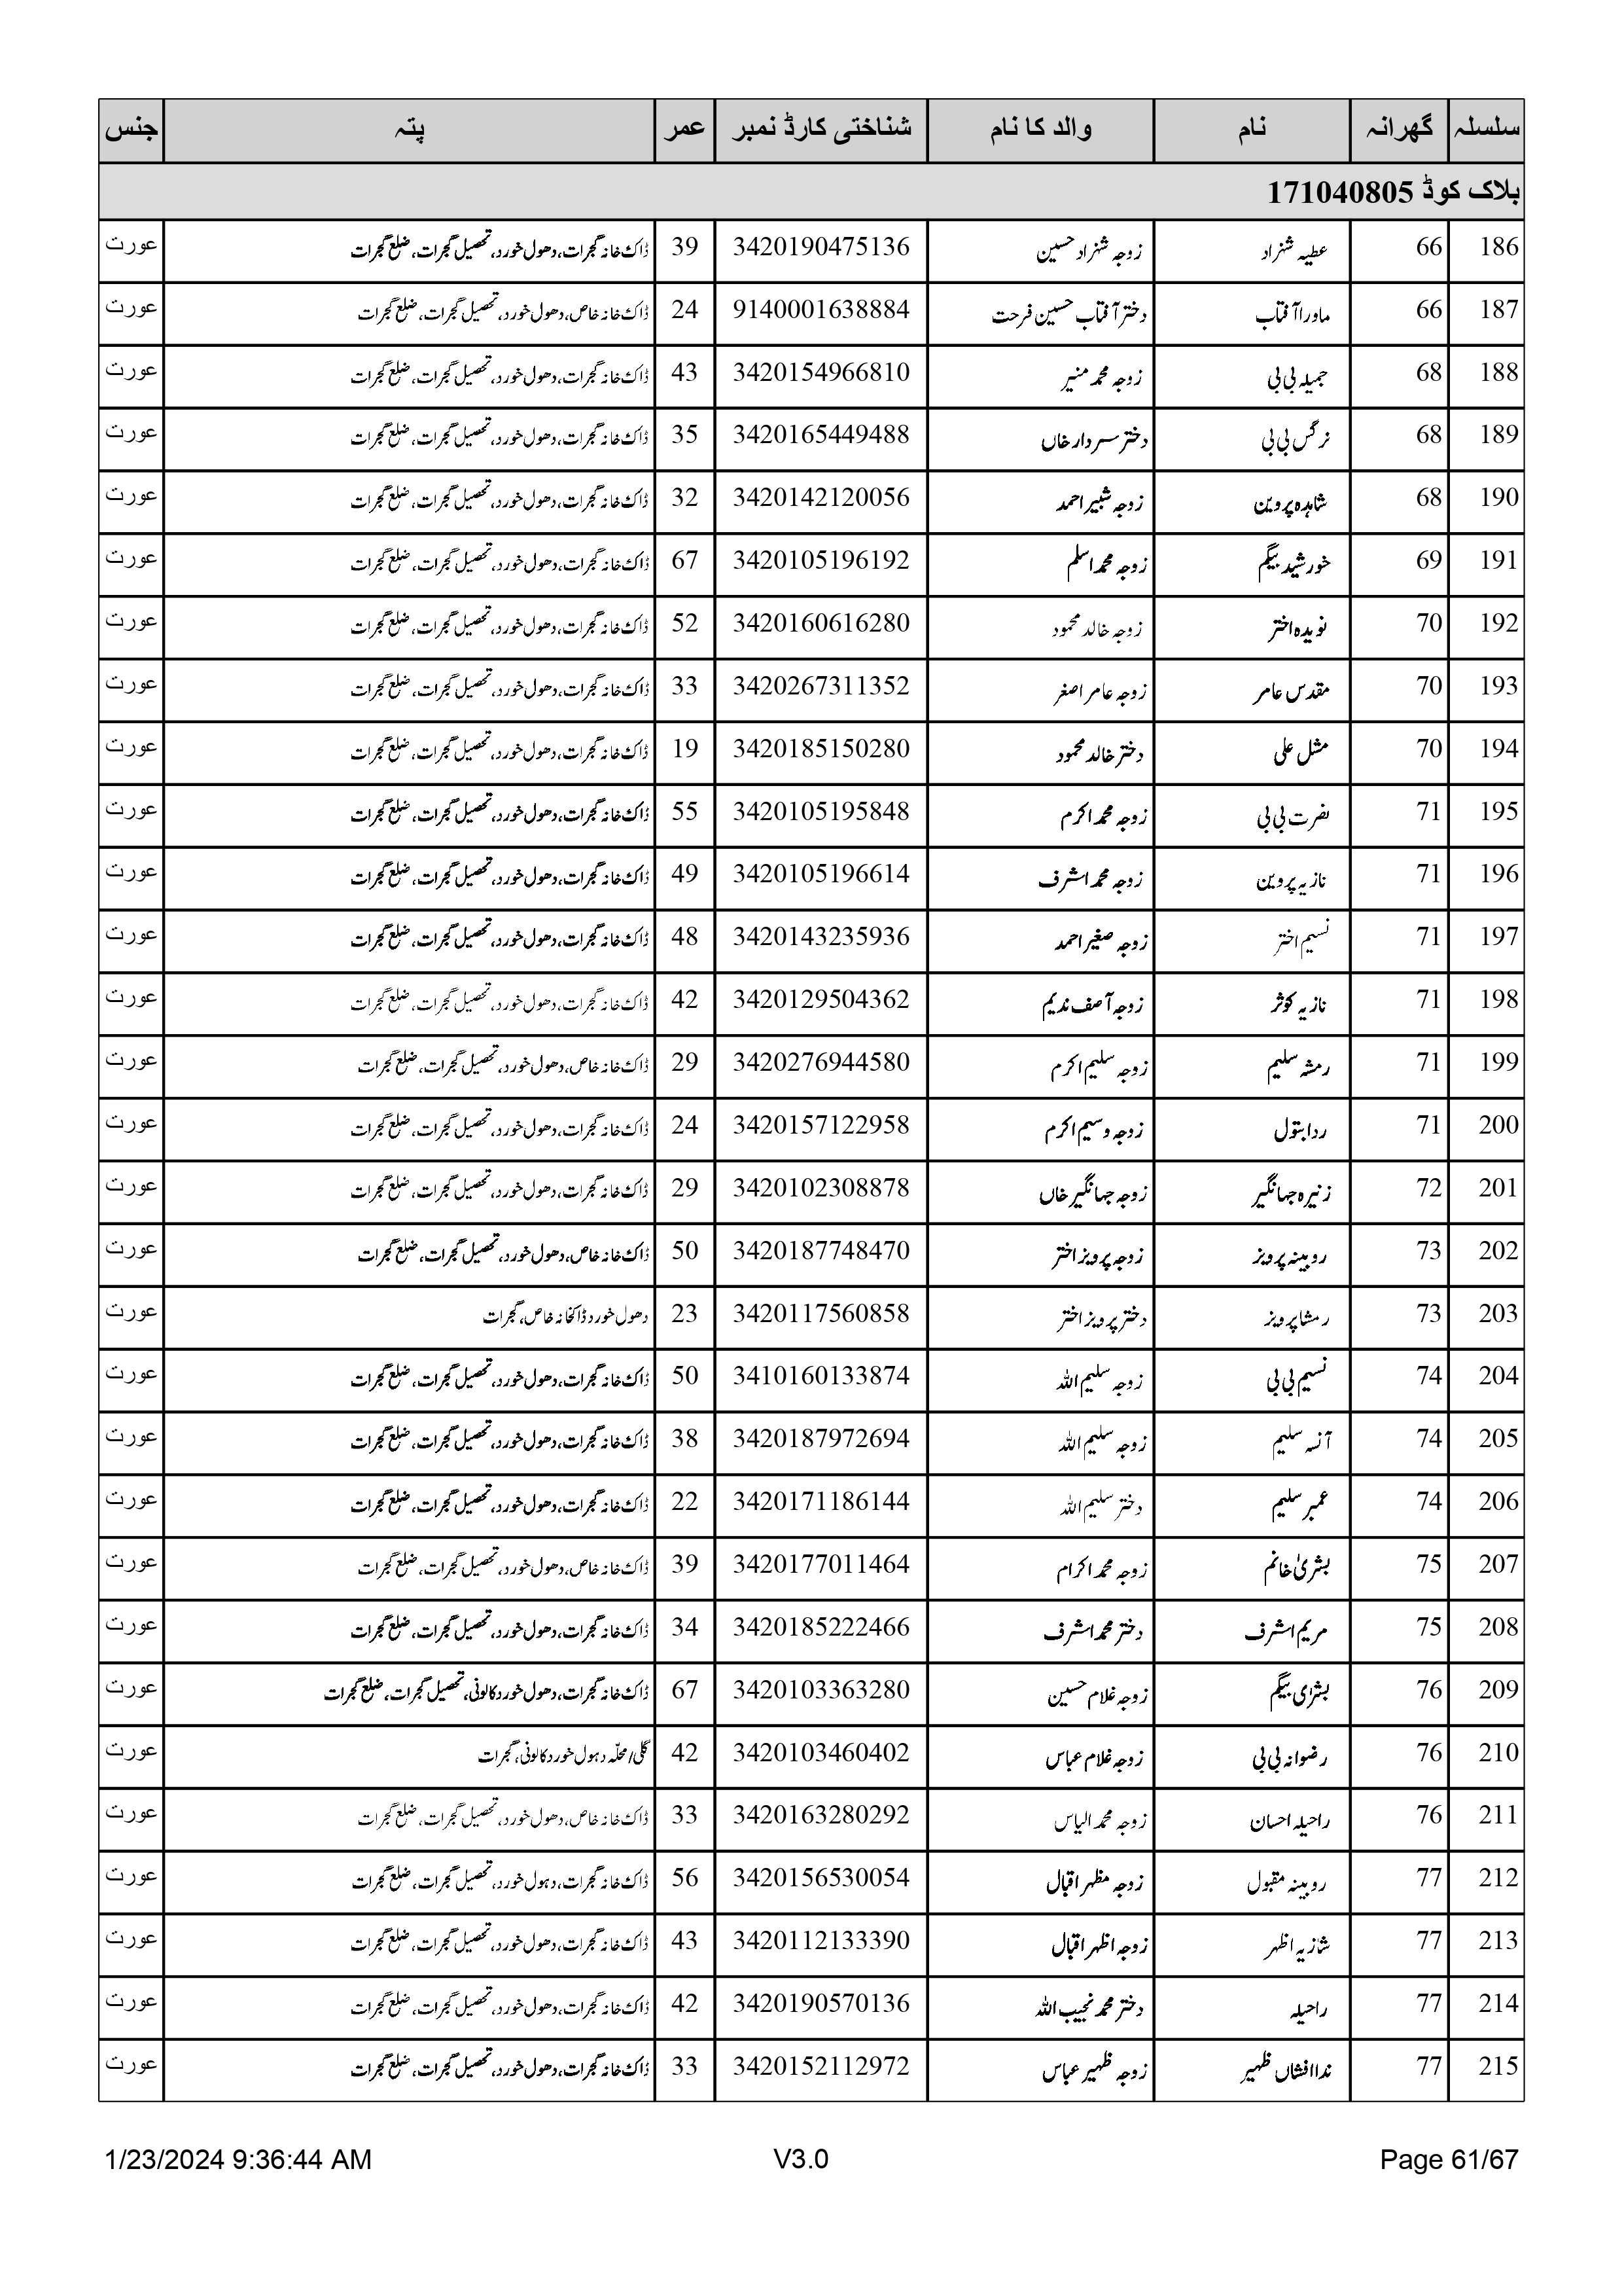 سلسلہ گھرانہ نام والد کا نام شناختی کارڈ نمبر عمر پتہ جنس
بلاک کوڈ 171040805
186 66 عطیہ شہزاد زوجہ شہزاد حسین 3420190475136 39 ڈاک خانہ گجرات، دھول خورد، تحصیل گجرات، ضلع گجرات عورت
187 66 ماورا آفتاب دختر آفتاب حسین فرحت 9140001638884 24 ڈاک خانہ خاص، دھول خورد، تحصیل گجرات، ضلع گجرات عورت
188 68 جمیلہ بی بی زوجہ محمد منیر 3420154966810 43 ڈاک خانہ گجرات، دھول خورد، تحصیل گجرات، ضلع گجرات عورت
189 68 نرگس بی بی دختر سردار خاں 3420165449488 35 ڈاک خانہ گجرات، دھول خورد، تحصیل گجرات، ضلع گجرات عورت
190 68 شاہدہ پروین زوجہ شبیر احمد 3420142120056 32 ڈاک خانہ گجرات، دھول خورد، تحصیل گجرات، ضلع گجرات عورت
191 69 خورشید بیگم زوجہ محمد اسلم 3420105196192 67 ڈاک خانہ گجرات، دھول خورد، تحصیل گجرات، ضلع گجرات عورت
192 70 نویدہ اختر زوجہ خالد محمود 3420160616280 52 ڈاک خانہ گجرات، دھول خورد، تحصیل گجرات، ضلع گجرات عورت
193 70 مقدس عامر زوجہ عامر اصغر 3420267311352 33 ڈاک خانہ گجرات، دھول خورد، تحصیل گجرات، ضلع گجرات عورت
194 70 مشل علی دختر خالد محمود 3420185150280 19 ڈاک خانہ گجرات، دھول خورد، تحصیل گجرات، ضلع گجرات عورت
195 71 نصرت بی بی زوجہ محمد اکرم 3420105195848 55 ڈاک خانہ گجرات، دھول خورد، تحصیل گجرات، ضلع گجرات عورت
196 71 نازیہ پروین زوجہ محمد اشرف 3420105196614 49 ڈاک خانہ گجرات، دھول خورد، تحصیل گجرات، ضلع گجرات عورت
197 71 نسیم اختر زوجہ صغیر احمد 3420143235936 48 ڈاک خانہ گجرات، دھول خورد، تحصیل گجرات، ضلع گجرات عورت
198 71 نازیہ کوثر زوجہ آصف ندیم 3420129504362 42 ڈاک خانہ گجرات، دھول خورد، تحصیل گجرات، ضلع گجرات عورت
199 71 رمشہ سلیم زوجہ سلیم اکرم 3420276944580 29 ڈاک خانہ خاص، دھول خورد، تحصیل گجرات، ضلع گجرات عورت
200 71 ردا بتول زوجہ وسیم اکرم 3420157122958 24 ڈاک خانہ گجرات، دھول خورد، تحصیل گجرات، ضلع گجرات عورت
201 72 زنیرہ جہانگیر زوجہ جہانگیر خاں 3420102308878 29 ڈاک خانہ گجرات، دھول خورد، تحصیل گجرات، ضلع گجرات عورت
202 73 روبینہ پرویز زوجہ پرویز اختر 3420187748470 50 ڈاک خانہ خاص، دھول خورد، تحصیل گجرات، ضلع گجرات عورت
203 73 رمشا پرویز دختر پرویز اختر 3420117560858 23 دھول خورد ڈاکخانہ خاص، گجرات عورت
204 74 نسیم بی بی زوجہ سلیم اللہ 3410160133874 50 ڈاک خانہ گجرات، دھول خورد، تحصیل گجرات، ضلع گجرات عورت
205 74 آنسہ سلیم زوجہ سلیم اللہ 3420187972694 38 ڈاک خانہ گجرات، دھول خورد، تحصیل گجرات، ضلع گجرات عورت
206 74 عمبر سلیم دختر سلیم اللہ 3420171186144 22 ڈاک خانہ گجرات، دھول خورد، تحصیل گجرات، ضلع گجرات عورت
207 75 بشریٰ خانم زوجہ محمد اکرام 3420177011464 39 ڈاک خانہ خاص، دھول خورد، تحصیل گجرات، ضلع گجرات عورت
208 75 مریم اشرف دختر محمد اشرف 3420185222466 34 ڈاک خانہ گجرات، دھول خورد، تحصیل گجرات، ضلع گجرات عورت
209 76 بشرٰی بیگم زوجہ غلام حسین 3420103363280 67 ڈاک خانہ گجرات، دھول خورد کالونی، تحصیل گجرات، ضلع گجرات عورت
210 76 رضوانہ بی بی زوجہ غلام عباس 3420103460402 42 گلی/محلّہ دہول خورد کالونی، گجرات عورت
211 76 راحیلہ احسان زوجہ محمد الیاس 3420163280292 33 ڈاک خانہ خاص، دھول خورد، تحصیل گجرات، ضلع گجرات عورت
212 77 روبینہ مقبول زوجہ مظہر اقبال 3420156530054 56 ڈاک خانہ گجرات، دہول خورد، تحصیل گجرات، ضلع گجرات عورت
213 77 شازیہ اظہر زوجہ اظہر اقبال 3420112133390 43 ڈاک خانہ گجرات، دھول خورد، تحصیل گجرات، ضلع گجرات عورت
214 77 راحیلہ دختر محمد نجیب اللہ 3420190570136 42 ڈاک خانہ گجرات، دھول خورد، تحصیل گجرات، ضلع گجرات عورت
215 77 ندا افشاں ظہیر زوجہ ظہیر عباس 3420152112972 33 ڈاک خانہ گجرات، دھول خورد، تحصیل گجرات، ضلع گجرات عورت
1/23/2024 9:36:44 AM V3.0 Page 61/67